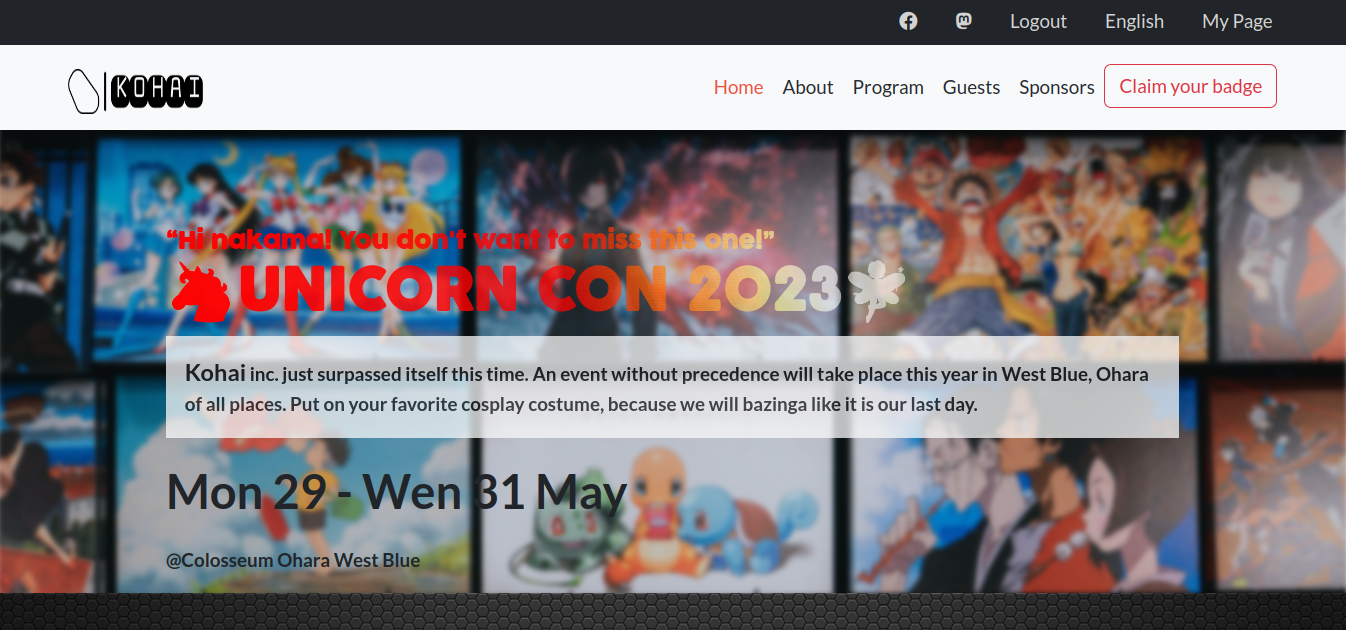 Logout English My Page
KOHAI
Home About Program Guests Sponsors Claim your badge
“Hi nakama! You don't want to miss this one!”
UNICORN CON 2023
Kohai inc. just surpassed itself this time. An event without precedence will take place this year in West Blue, Ohara
of all places. Put on your favorite cosplay costume, because we will bazinga like it is our last day.
Mon 29 - Wen 31 May
@Colosseum Ohara West Blue